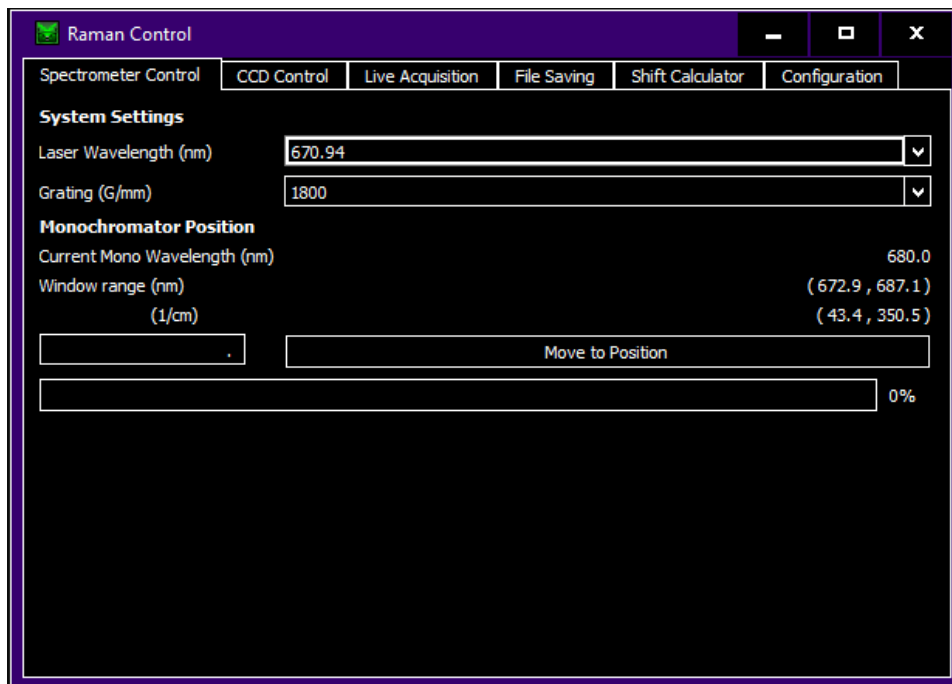 Raman Control
Spectrometer Control CCD Control Live Acquisition File Saving Shift Calculator Configuration
System Settings
Laser Wavelength (nm) 670.94
Grating (G/mm) 1800
Monochromator Position
Current Mono Wavelength (nm) 680.0
Window range (nm) ( 672.9 , 687.1 )
(1/cm) ( 43.4 , 350.5 )
. Move to Position
0%